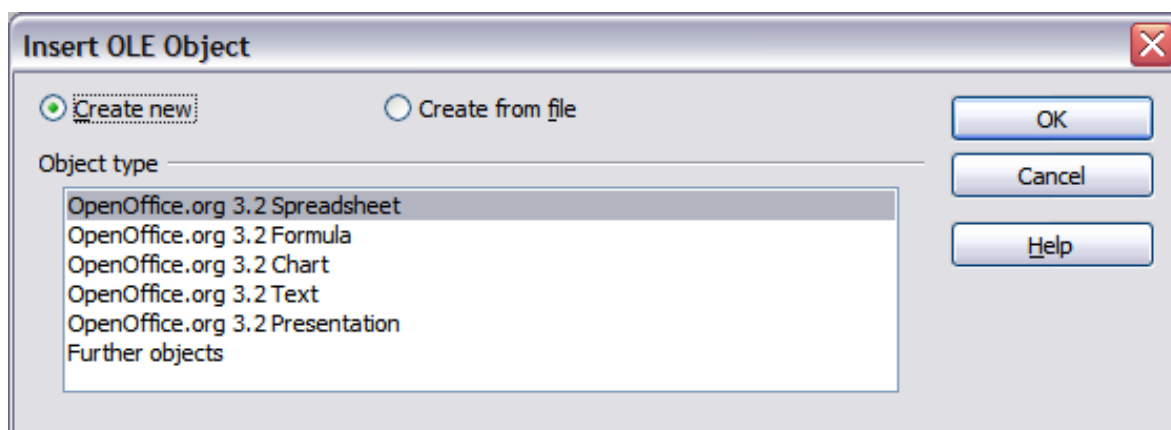 Insert OLE Object
Create new
Create from file
OK
Object type
Cancel
OpenOffice.org 3.2 Spreadsheet
OpenOffice.org 3.2 Formula
Help
OpenOffice.org 3.2 Chart
OpenOffice.org 3.2 Text
OpenOffice.org 3.2 Presentation
Further objects